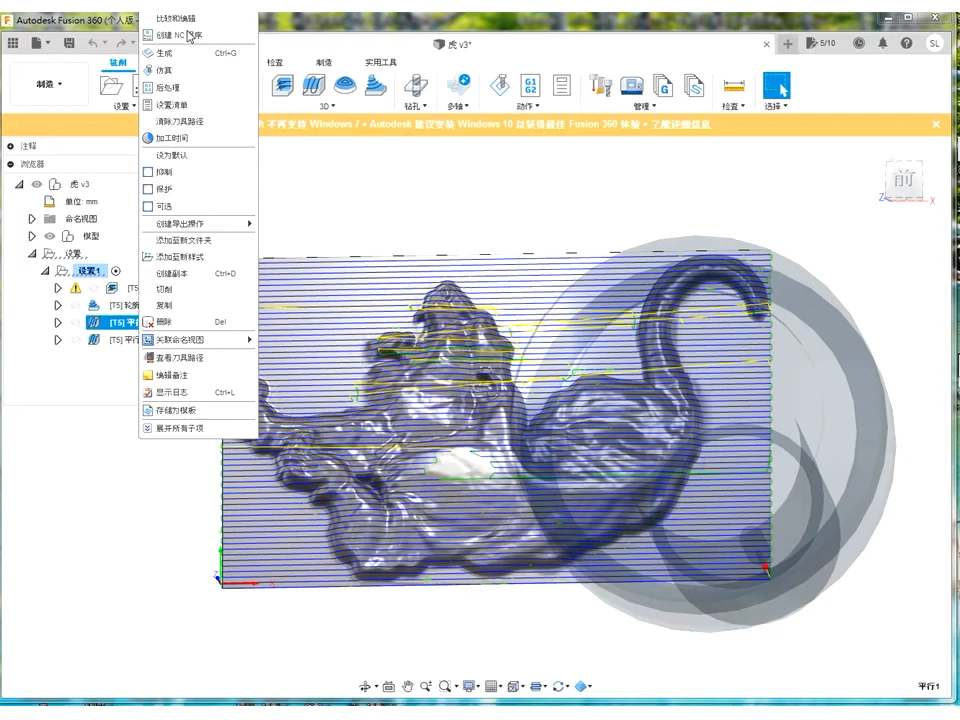 Autodesk Fusion 360 (个人版 -
比较和编辑
创建 NC 程序
生成 Ctrl+G
仿真
后处理
设置清单
清除刀具路径
加工时间
设为默认
抑制
保护
可选
创建导出操作
添加至新文件夹
添加至新样式
创建副本 Ctrl+D
切削
复制
删除 Del
关联命名视图
查看刀具路径
编辑备注
显示日志 Ctrl+L
存储为模板
展开所有子项
虎 v3*
5/10
SL
铣削
检查
制造
实用工具
制造
设置
3D
钻孔
多轴
G1
G2
动作
G
管理
检查
选择
不再支持 Windows 7。Autodesk 建议安装 Windows 10 以获得最佳 Fusion 360 体验。了解详细信息
注释
浏览器
虎 v3
单位: mm
命名视图
模型
设置
设置1
[T5
[T5] 轮廓
[T5] 平行
[T5] 平行
前
Z
X
Z
X
平行1